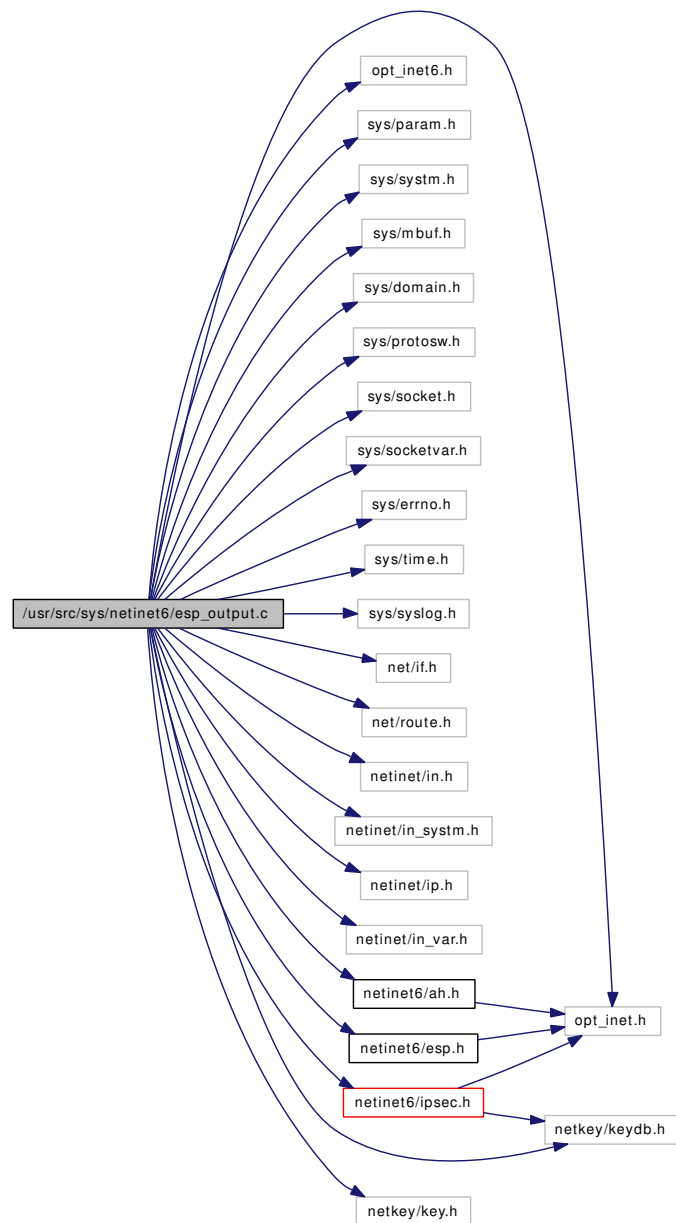 opt_inet6.h
sys/param.h
sys/systm.h
sys/mbuf.h
sys/domain.h
sys/protosw.h
sys/socket.h
sys/socketvar.h
sys/errno.h
sys/time.h
/usr/src/sys/netinet6/esp_output.c
sys/syslog.h
net/if.h
net/route.h
netinet/in.h
netinet/in_systm.h
netinet/ip.h
netinet/in_var.h
netinet6/ah.h
opt_inet.h
netinet6/esp.h
netinet6/ipsec.h
netkey/keydb.h
netkey/key.h